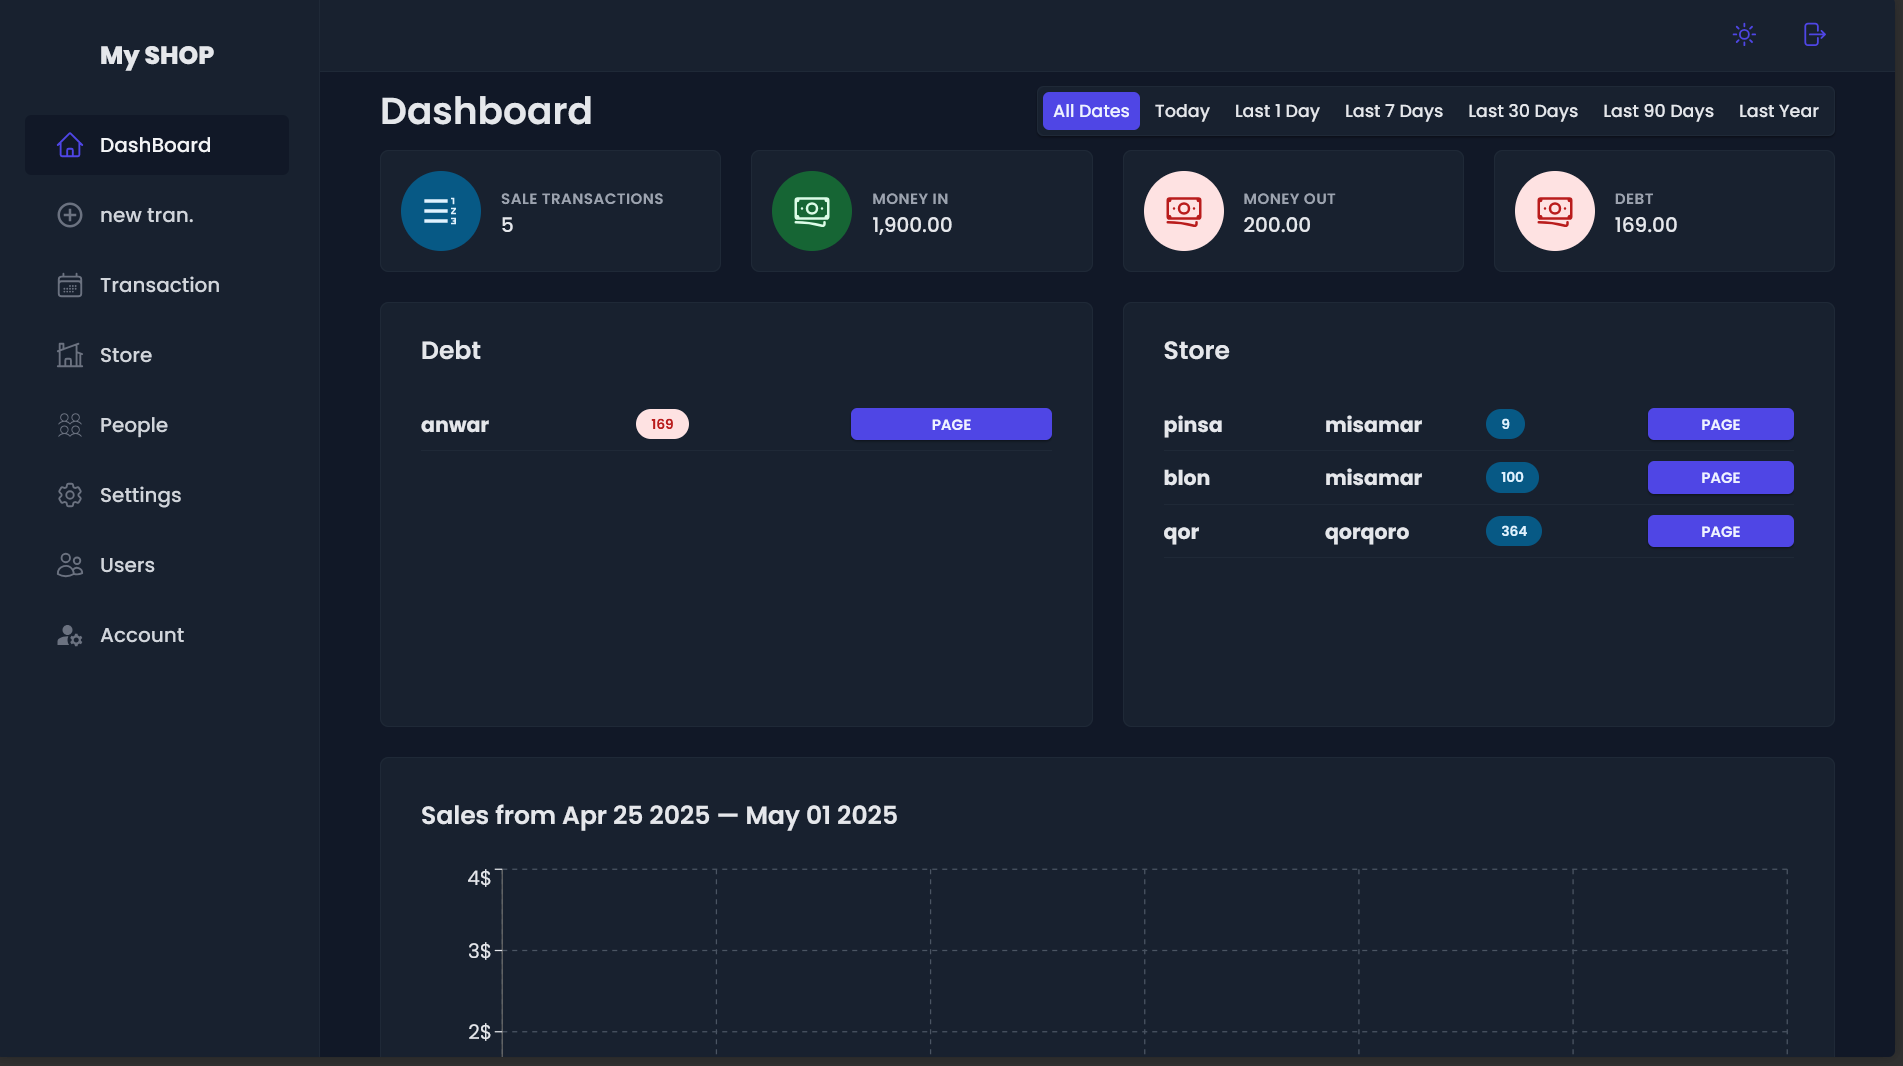 My SHOP
DashBoard
new tran.
Transaction
Store
People
Settings
Users
Account
Dashboard
All Dates Today Last 1 Day Last 7 Days Last 30 Days Last 90 Days Last Year
SALE TRANSACTIONS
5
MONEY IN
1,900.00
MONEY OUT
200.00
DEBT
169.00
Debt
anwar 169 PAGE
Store
pinsa misamar 9 PAGE
blon misamar 100 PAGE
qor qorqoro 364 PAGE
Sales from Apr 25 2025 — May 01 2025
4$
3$
2$